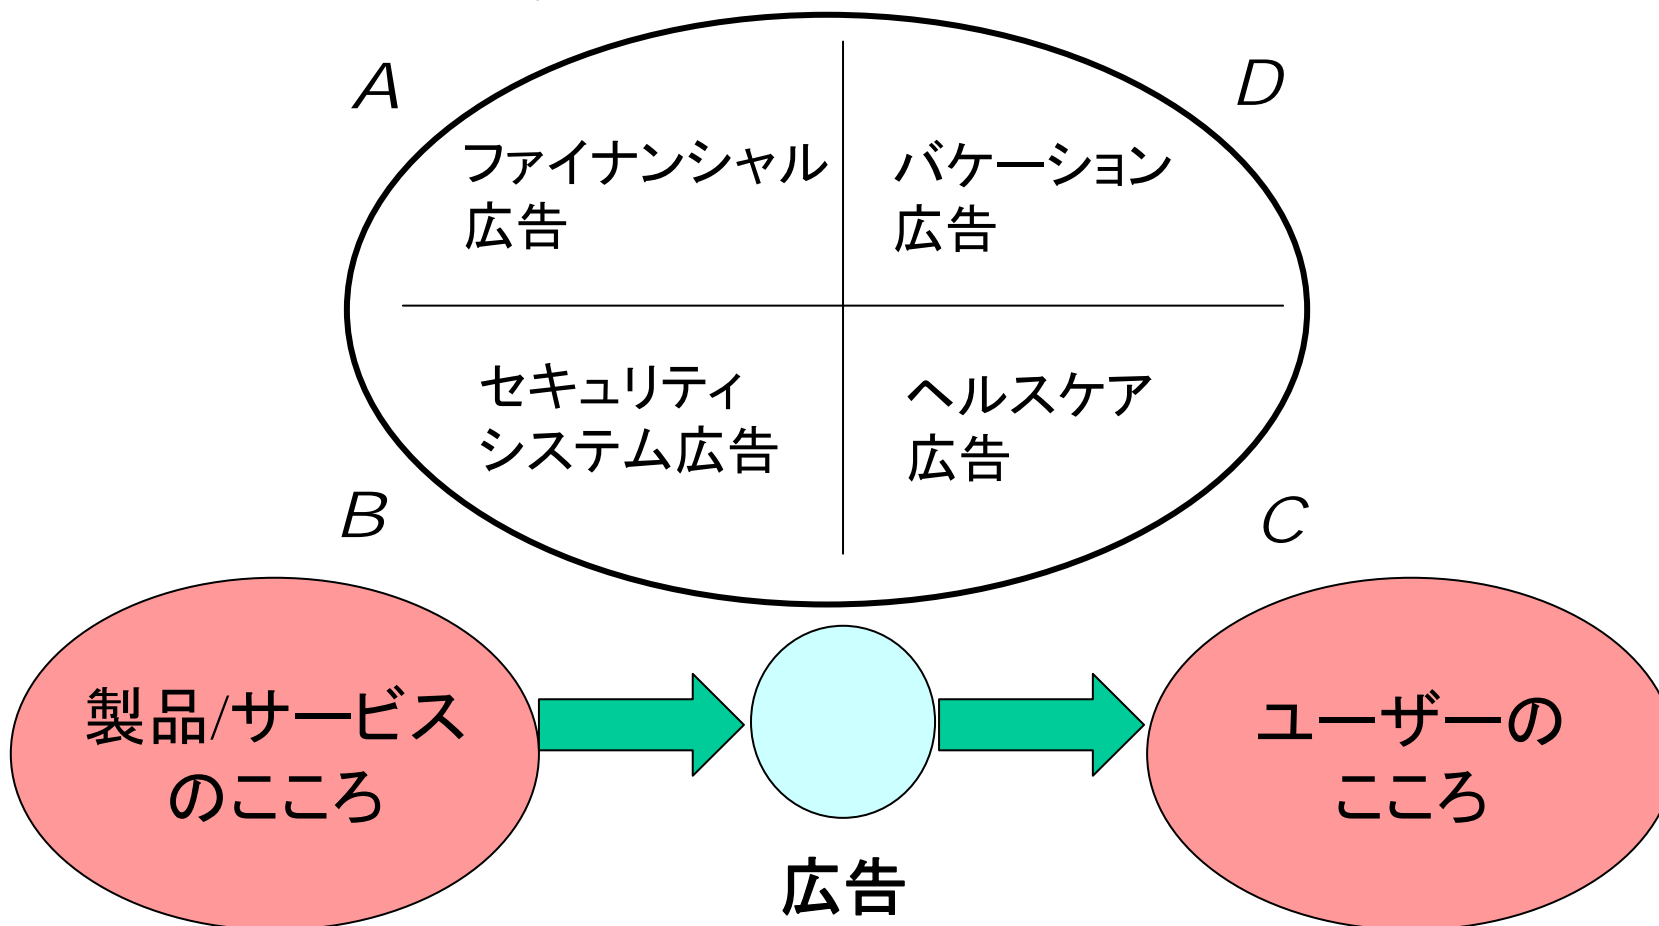 A
D
ファイナンシャル
広告
バケーション
広告
セキュリティ
システム広告
ヘルスケア
広告
B
C
製品/サービス
のこころ
ユーザーの
こころ
広告